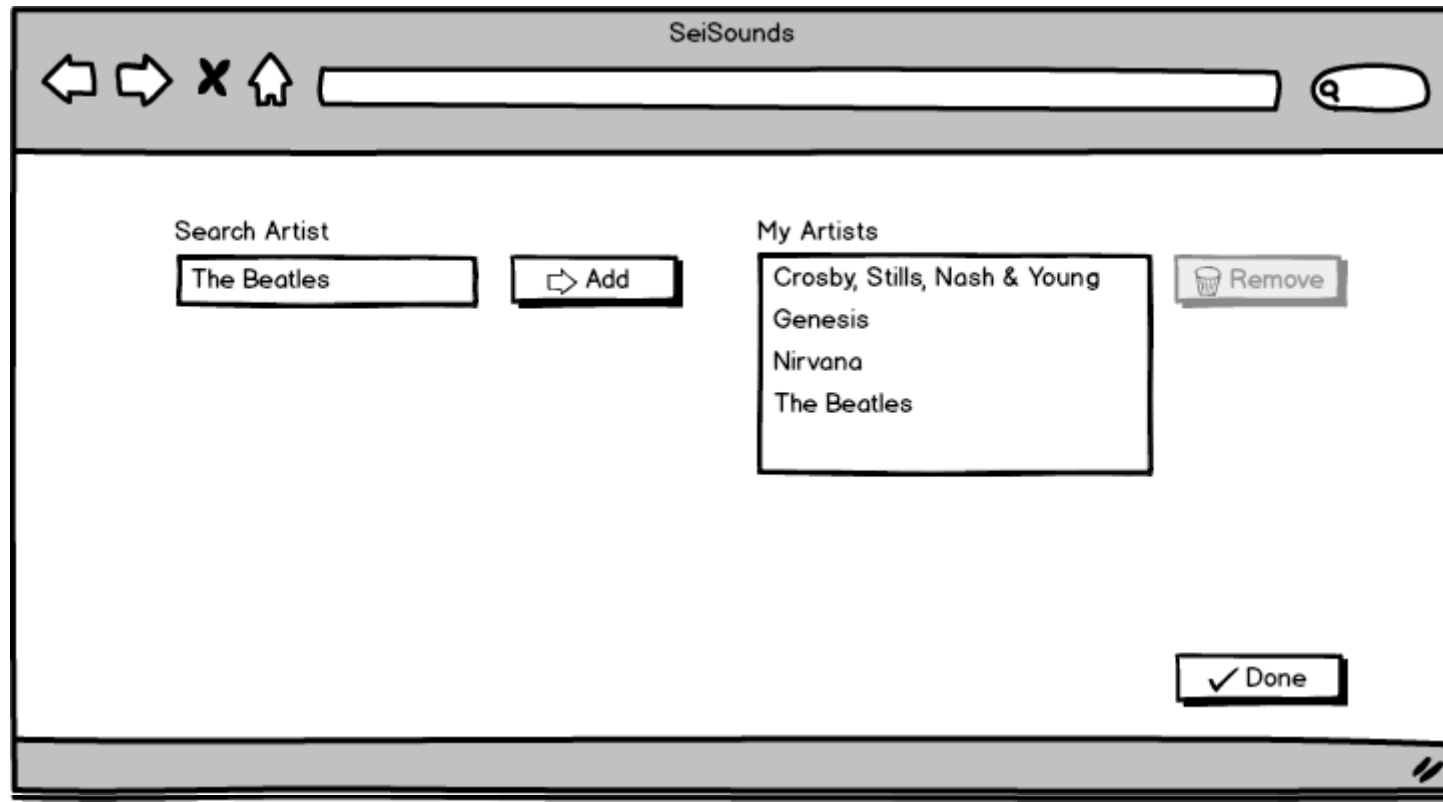 SeiSounds
Search Artist
The Beatles
Add
My Artists
Crosby, Stills, Nash & Young
Genesis
Nirvana
The Beatles
Remove
Done